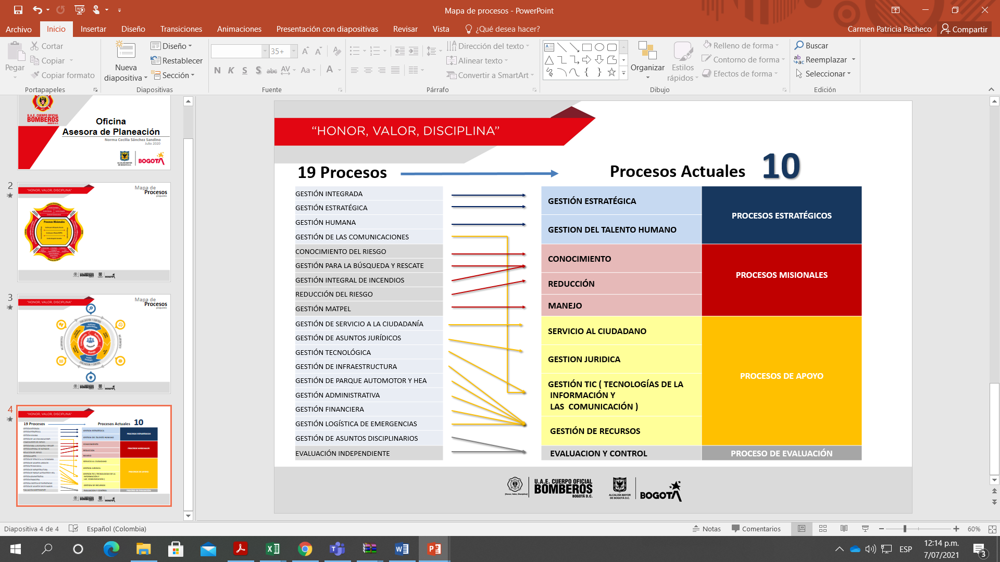 Mapa de procesos - PowerPoint
Archivo Inicio Insertar Diseño Transiciones Animaciones Presentación con diapositivas Revisar Vista ¿Qué desea hacer? Carmen Patricia Pacheco Compartir
Pegar
Cortar
Copiar
Copiar formato
Portapapeles
Nueva diapositiva
Diseño
Restablecer
Sección
Diapositivas
35+
N K S S abc AV Aa A
Fuente
Dirección del texto
Alinear texto
Convertir a SmartArt
Párrafo
Organizar
Estilos rápidos
Relleno de forma
Contorno de forma
Efectos de forma
Dibujo
Buscar
Reemplazar
Seleccionar
Edición
U.A.E. CUERPO OFICIAL
BOMBEROS
BOGOTÁ D.C.
Oficina
Asesora de Planeación
Norma Cecilia Sánchez Sandino
Julio 2020
ALCALDÍA MAYOR
DE BOGOTÁ D.C.
BOGOTÁ
2
"HONOR, VALOR, DISCIPLINA"
Mapa de
Procesos
propuesta
Procesos Misionales
3
"HONOR, VALOR, DISCIPLINA"
Mapa de
Procesos
propuesta
4
"HONOR, VALOR, DISCIPLINA"
19 Procesos
Procesos Actuales 10
“HONOR, VALOR, DISCIPLINA”
19 Procesos
Procesos Actuales 10
GESTIÓN INTEGRADA
GESTIÓN ESTRATÉGICA
GESTIÓN HUMANA
GESTIÓN DE LAS COMUNICACIONES
CONOCIMIENTO DEL RIESGO
GESTIÓN PARA LA BÚSQUEDA Y RESCATE
GESTIÓN INTEGRAL DE INCENDIOS
REDUCCIÓN DEL RIESGO
GESTIÓN MATPEL
GESTIÓN DE SERVICIO A LA CIUDADANÍA
GESTIÓN DE ASUNTOS JURÍDICOS
GESTIÓN TECNOLÓGICA
GESTIÓN DE INFRAESTRUCTURA
GESTIÓN DE PARQUE AUTOMOTOR Y HEA
GESTIÓN ADMINISTRATIVA
GESTIÓN FINANCIERA
GESTIÓN LOGÍSTICA DE EMERGENCIAS
GESTIÓN DE ASUNTOS DISCIPLINARIOS
EVALUACIÓN INDEPENDIENTE
GESTIÓN ESTRATÉGICA
GESTION DEL TALENTO HUMANO
PROCESOS ESTRATÉGICOS
CONOCIMIENTO
REDUCCIÓN
MANEJO
PROCESOS MISIONALES
SERVICIO AL CIUDADANO
GESTION JURIDICA
GESTIÓN TIC ( TECNOLOGÍAS DE LA
INFORMACIÓN Y
LAS COMUNICACIÓN )
GESTIÓN DE RECURSOS
PROCESOS DE APOYO
EVALUACION Y CONTROL
PROCESO DE EVALUACIÓN
U.A.E. CUERPO OFICIAL
BOMBEROS
BOGOTÁ D.C.
ALCALDÍA MAYOR
DE BOGOTÁ D.C.
BOGOTÁ
Diapositiva 4 de 4 Español (Colombia) Notas Comentarios 60%
ESP
12:14 p.m.
7/07/2021
3